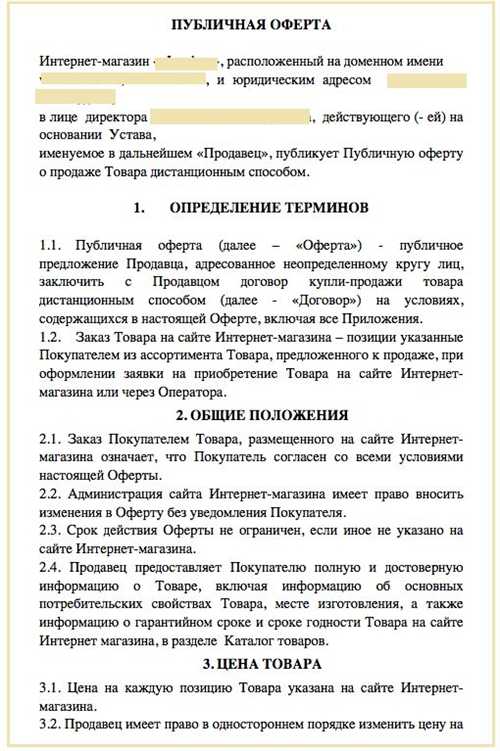 ПУБЛИЧНАЯ ОФЕРТА
Интернет-магазин «», расположенный на доменном имени
, и юридическим адресом
в лице директора , действующего (- ей) на
основании Устава,
именуемое в дальнейшем «Продавец», публикует Публичную оферту
о продаже Товара дистанционным способом.
1. ОПРЕДЕЛЕНИЕ ТЕРМИНОВ
1.1. Публичная оферта (далее – «Оферта») - публичное
предложение Продавца, адресованное неопределенному кругу лиц,
заключить с Продавцом договор купли-продажи товара
дистанционным способом (далее - «Договор») на условиях,
содержащихся в настоящей Оферте, включая все Приложения.
1.2. Заказ Товара на сайте Интернет-магазина – позиции указанные
Покупателем из ассортимента Товара, предложенного к продаже, при
оформлении заявки на приобретение Товара на сайте Интернет-
магазина или через Оператора.
2. ОБЩИЕ ПОЛОЖЕНИЯ
2.1. Заказ Покупателем Товара, размещенного на сайте Интернет-
магазина означает, что Покупатель согласен со всеми условиями
настоящей Оферты.
2.2. Администрация сайта Интернет-магазина имеет право вносить
изменения в Оферту без уведомления Покупателя.
2.3. Срок действия Оферты не ограничен, если иное не указано на
сайте Интернет-магазина.
2.4. Продавец предоставляет Покупателю полную и достоверную
информацию о Товаре, включая информацию об основных
потребительских свойствах Товара, месте изготовления, а также
информацию о гарантийном сроке и сроке годности Товара на сайте
Интернет магазина, в разделе Каталог товаров.
3. ЦЕНА ТОВАРА
3.1. Цена на каждую позицию Товара указана на сайте Интернет-
магазина.
3.2. Продавец имеет право в одностороннем порядке изменить цену на